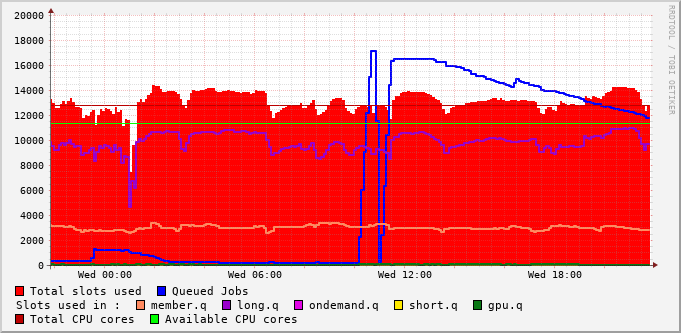 RRDTOOL / TOBI OETIKER
20000
18000
16000
14000
12000
10000
8000
6000
4000
2000
0
Wed 00:00 Wed 06:00 Wed 12:00 Wed 18:00
Total slots used Queued Jobs
Slots used in : member.q long.q ondemand.q short.q gpu.q
Total CPU cores Available CPU cores